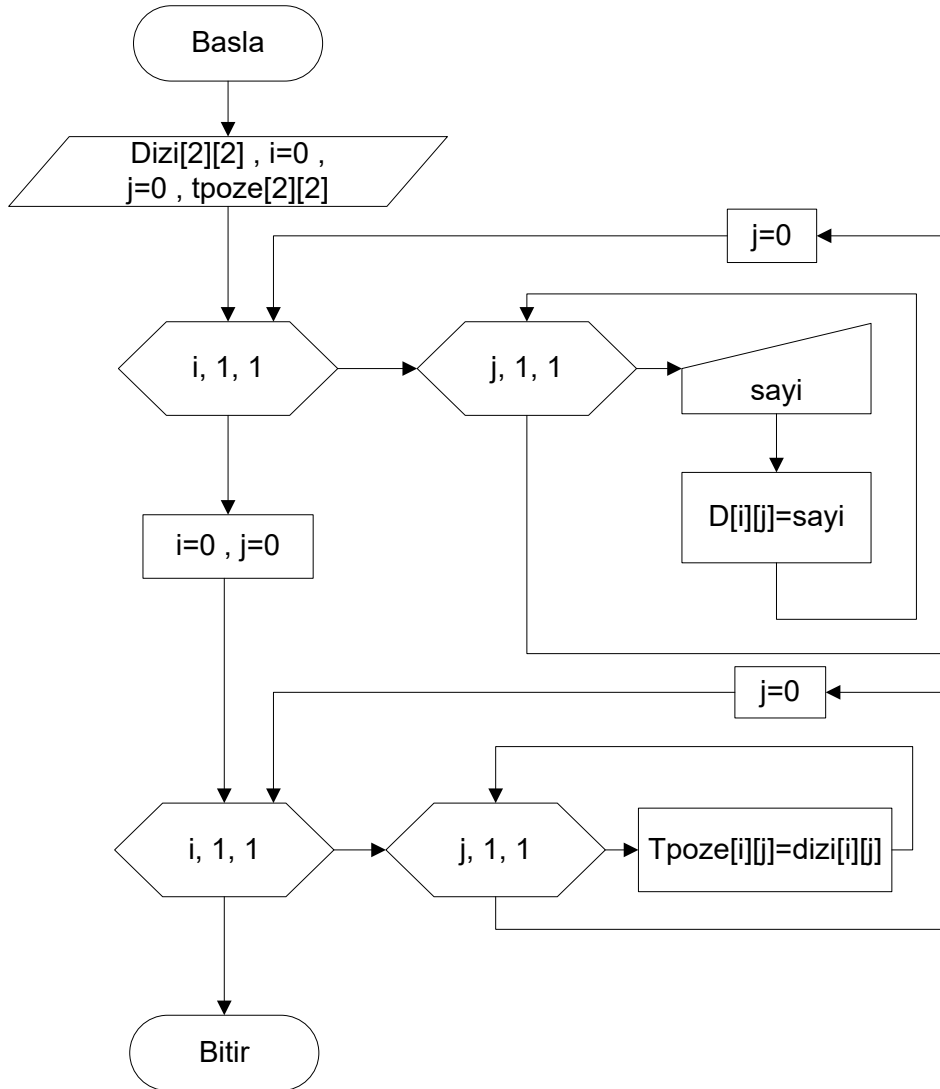 Basla
Dizi[2][2] , i=0 ,
j=0 , tpoze[2][2]
j=0
i, 1, 1
j, 1, 1
sayi
D[i][j]=sayi
i=0 , j=0
j=0
i, 1, 1
j, 1, 1
Tpoze[i][j]=dizi[i][j]
Bitir